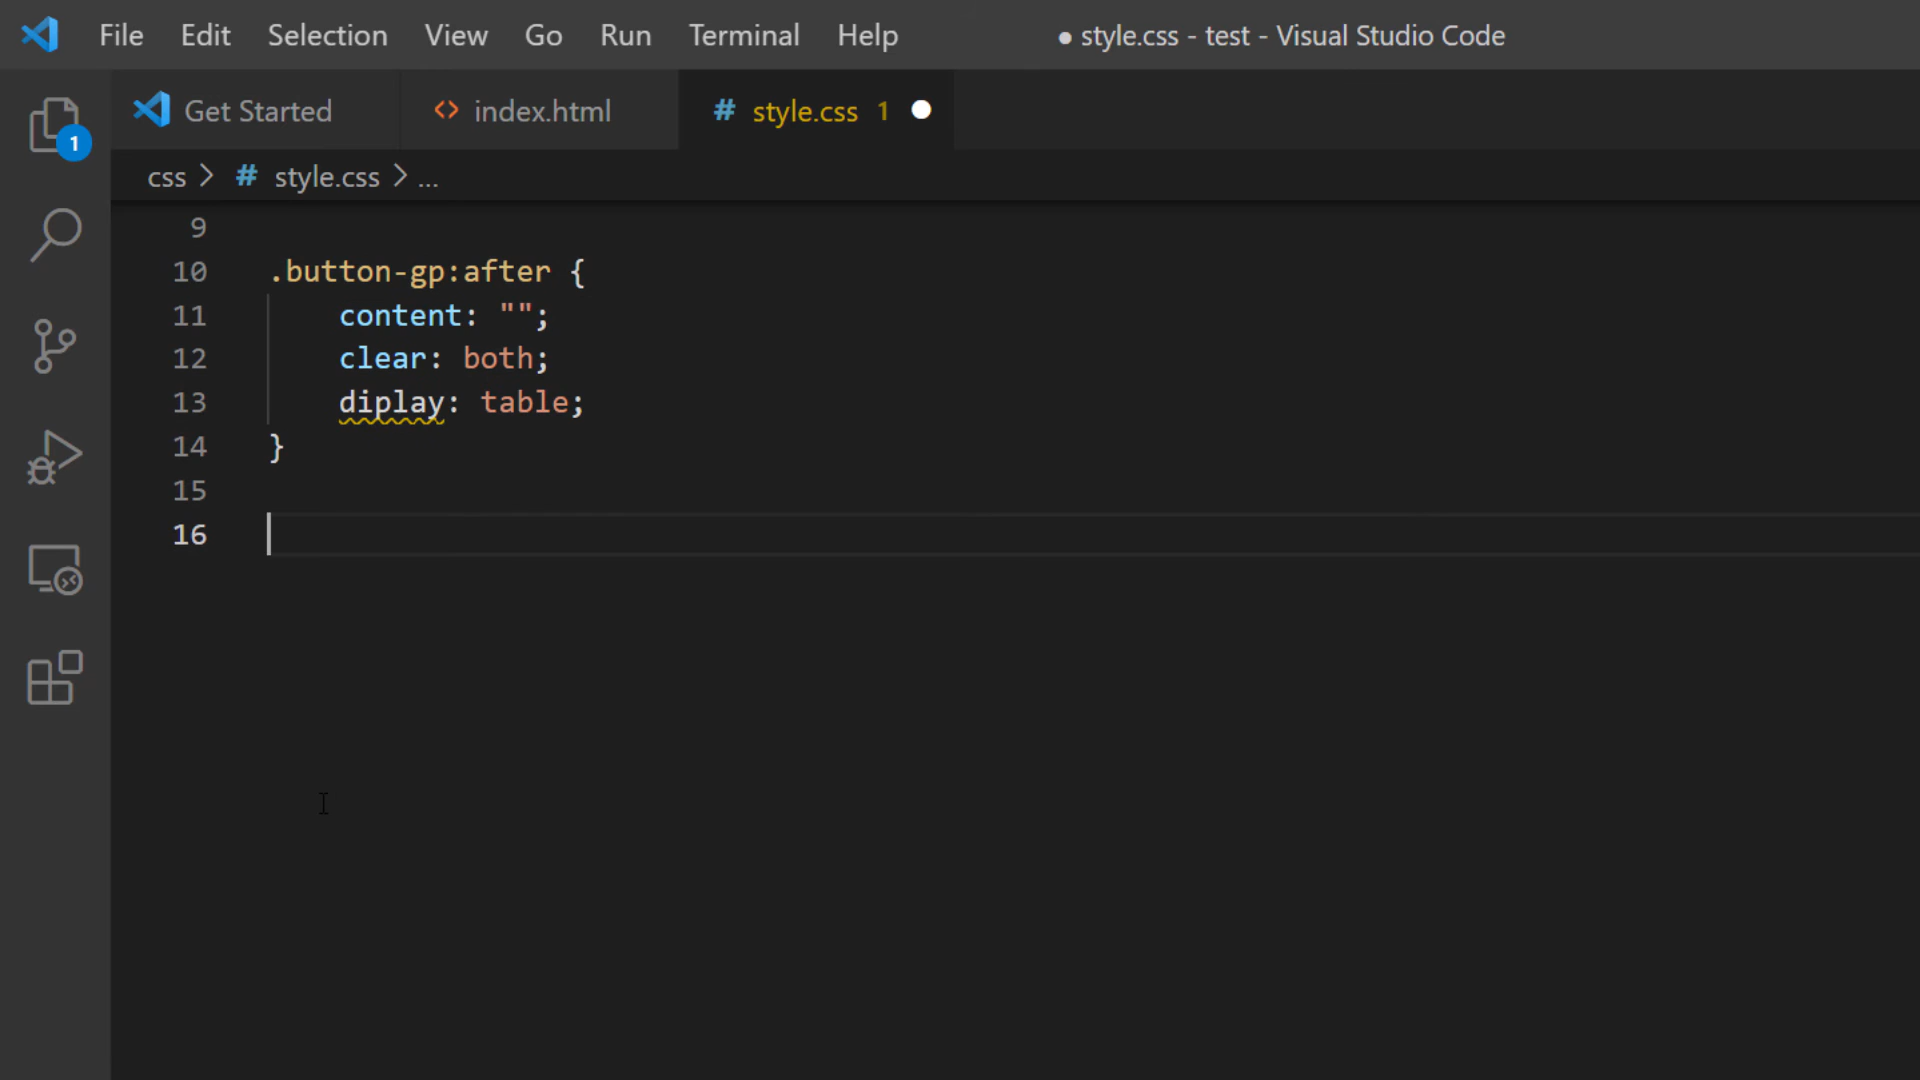 File Edit Selection View Go Run Terminal Help ● style.css - test - Visual Studio Code
Get Started <> index.html # style.css 1 ●
1
css > # style.css > ...
9
10 .button-gp:after {
11     content: "";
12     clear: both;
13     diplay: table;
14 }
15
16